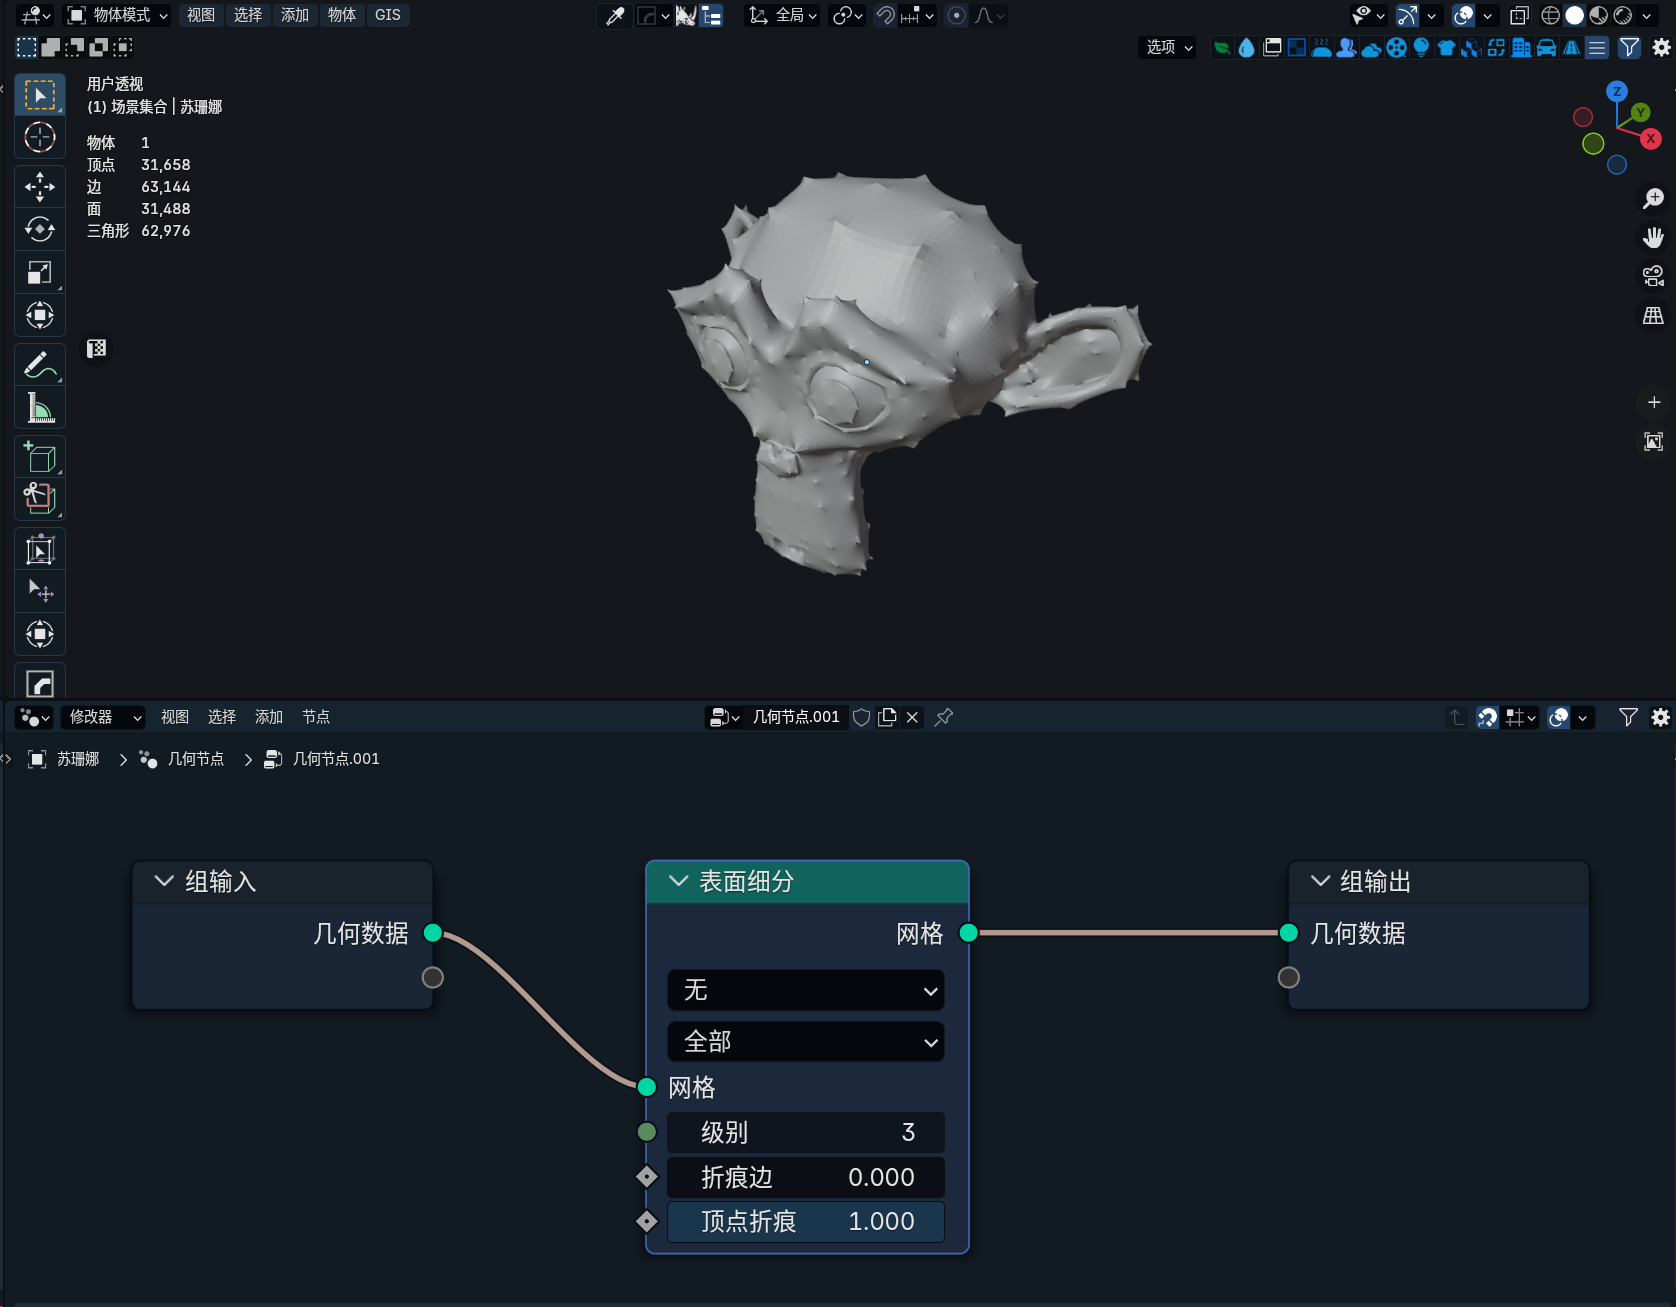 物体模式 视图 选择 添加 物体 GIS 全局
选项
用户透视
(1) 场景集合 | 苏珊娜
物体 1
顶点 31,658
边 63,144
面 31,488
三角形 62,976
Z
Y
X
修改器 视图 选择 添加 节点 几何节点.001
苏珊娜 几何节点 几何节点.001
组输入
几何数据
表面细分
网格
无
全部
网格
级别 3
折痕边 0.000
顶点折痕 1.000
组输出
几何数据